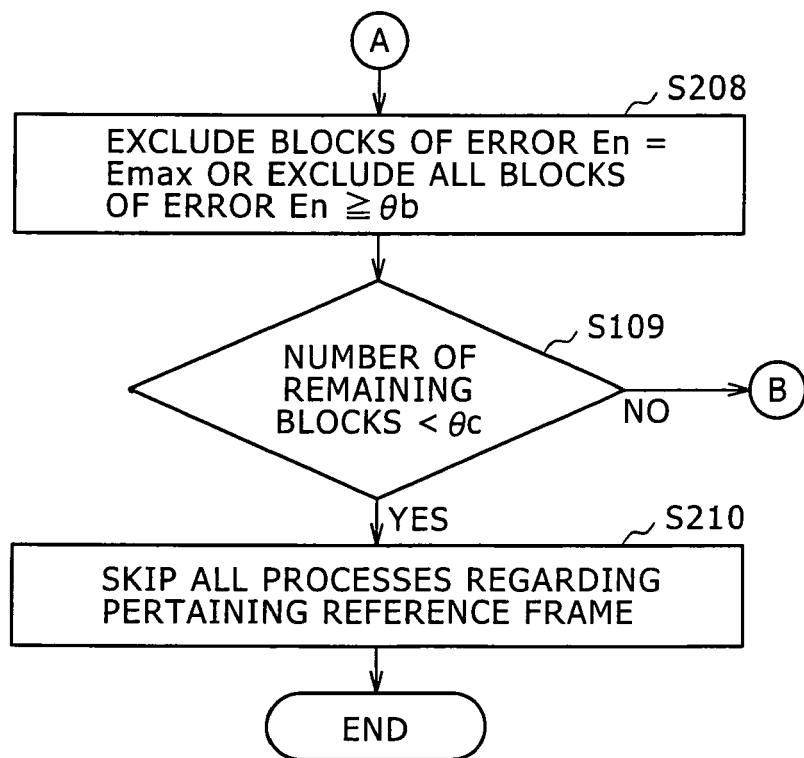 A
S208
EXCLUDE BLOCKS OF ERROR En =
Emax OR EXCLUDE ALL BLOCKS
OF ERROR En ≧ θb
S109
NUMBER OF
REMAINING
BLOCKS < θc
NO
B
YES
S210
SKIP ALL PROCESSES REGARDING
PERTAINING REFERENCE FRAME
END